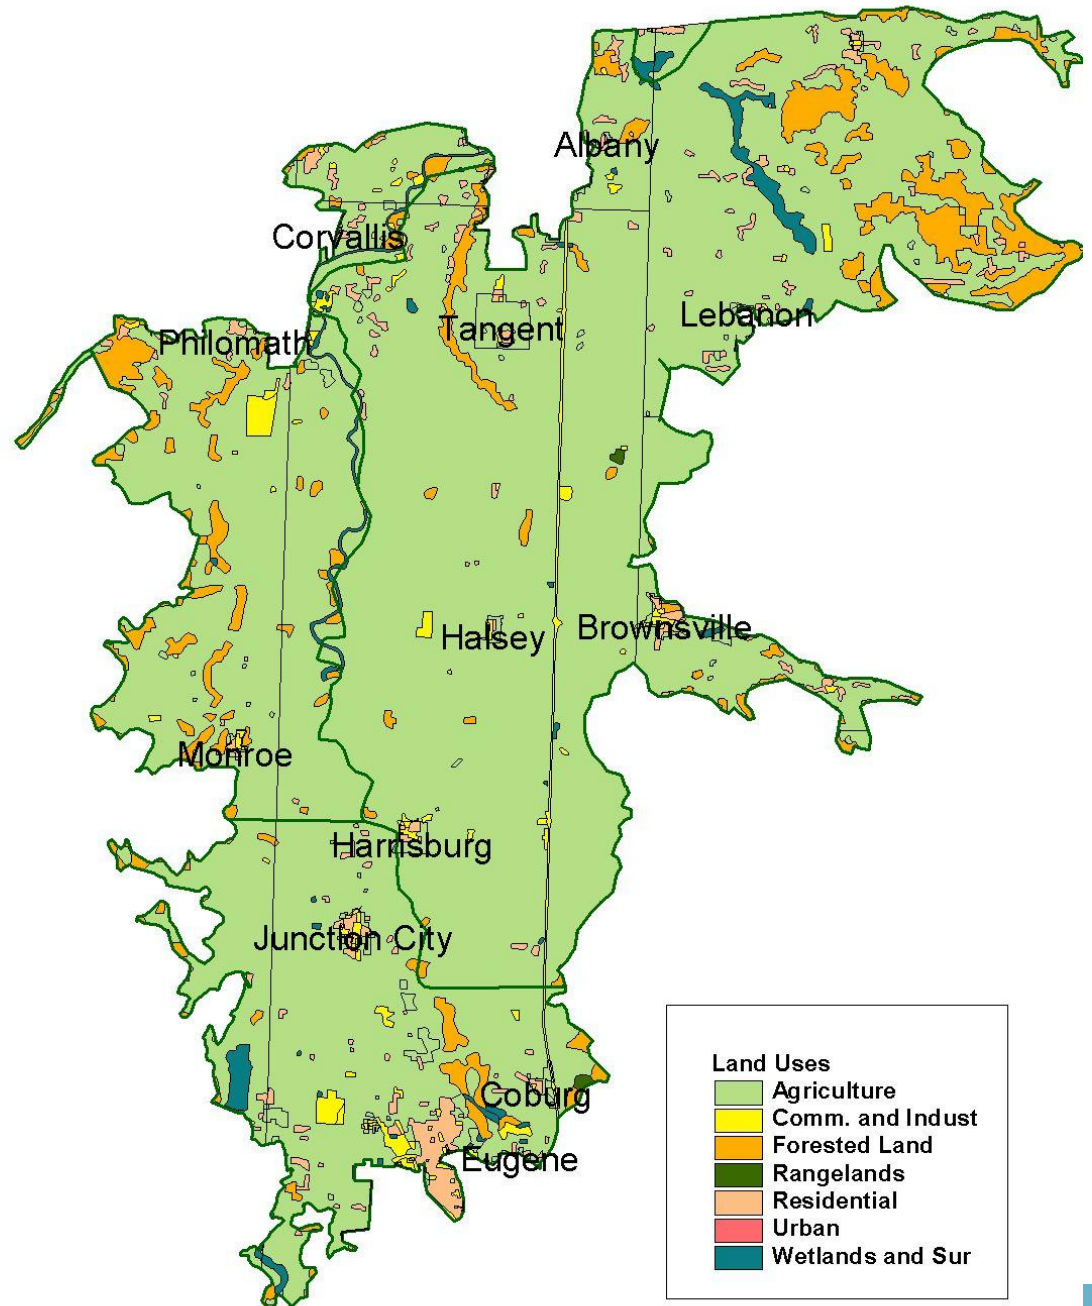 Albany
Corvallis
Tangent
Lebanon
Philomath
Halsey
Brownsville
Monroe
Harrisburg
Junction City
Coburg
Eugene
Land Uses
Agriculture
Comm. and Indust
Forested Land
Rangelands
Residential
Urban
Wetlands and Sur